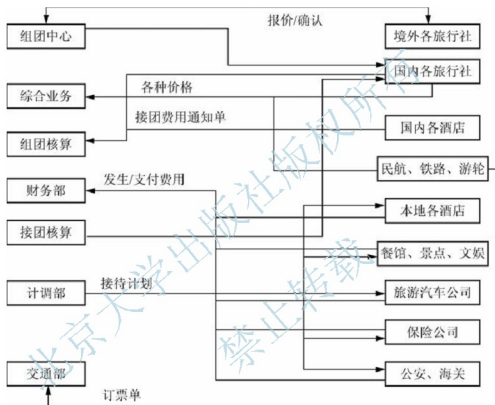 报价/确认
组团中心
境外各旅行社
国内各旅行社
综合业务
各种价格
接团费用通知单
国内各酒店
组团核算
民航、铁路、游轮
财务部
发生/支付费用
本地各酒店
接团核算
餐馆、景点、文娱
计调部
接待计划
旅游汽车公司
保险公司
交通部
公安、海关
订票单
北京大学出版社版权所有
禁止转载